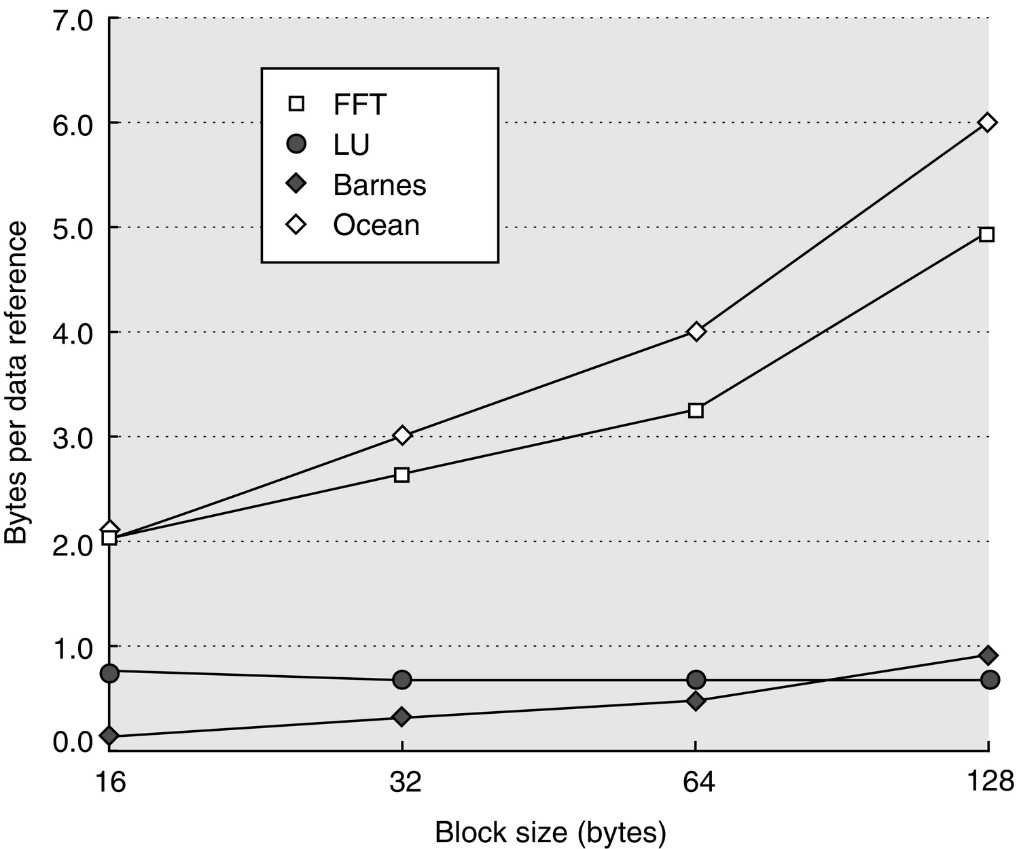 7.0
6.0
5.0
4.0
3.0
2.0
1.0
0.0
Bytes per data reference
FFT
LU
Barnes
Ocean
16 32 64 128
Block size (bytes)